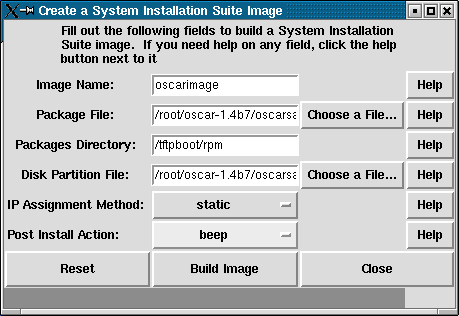 Create a System Installation Suite Image
Fill out the following fields to build a System Installation
Suite image. If you need help on any field, click the help
button next to it
Image Name: oscarimage Help
Package File: /root/oscar-1.4b7/oscarsa Choose a File... Help
Packages Directory: /tftpboot/rpm Help
Disk Partition File: /root/oscar-1.4b7/oscarsa Choose a File... Help
IP Assignment Method: static Help
Post Install Action: beep Help
Reset Build Image Close